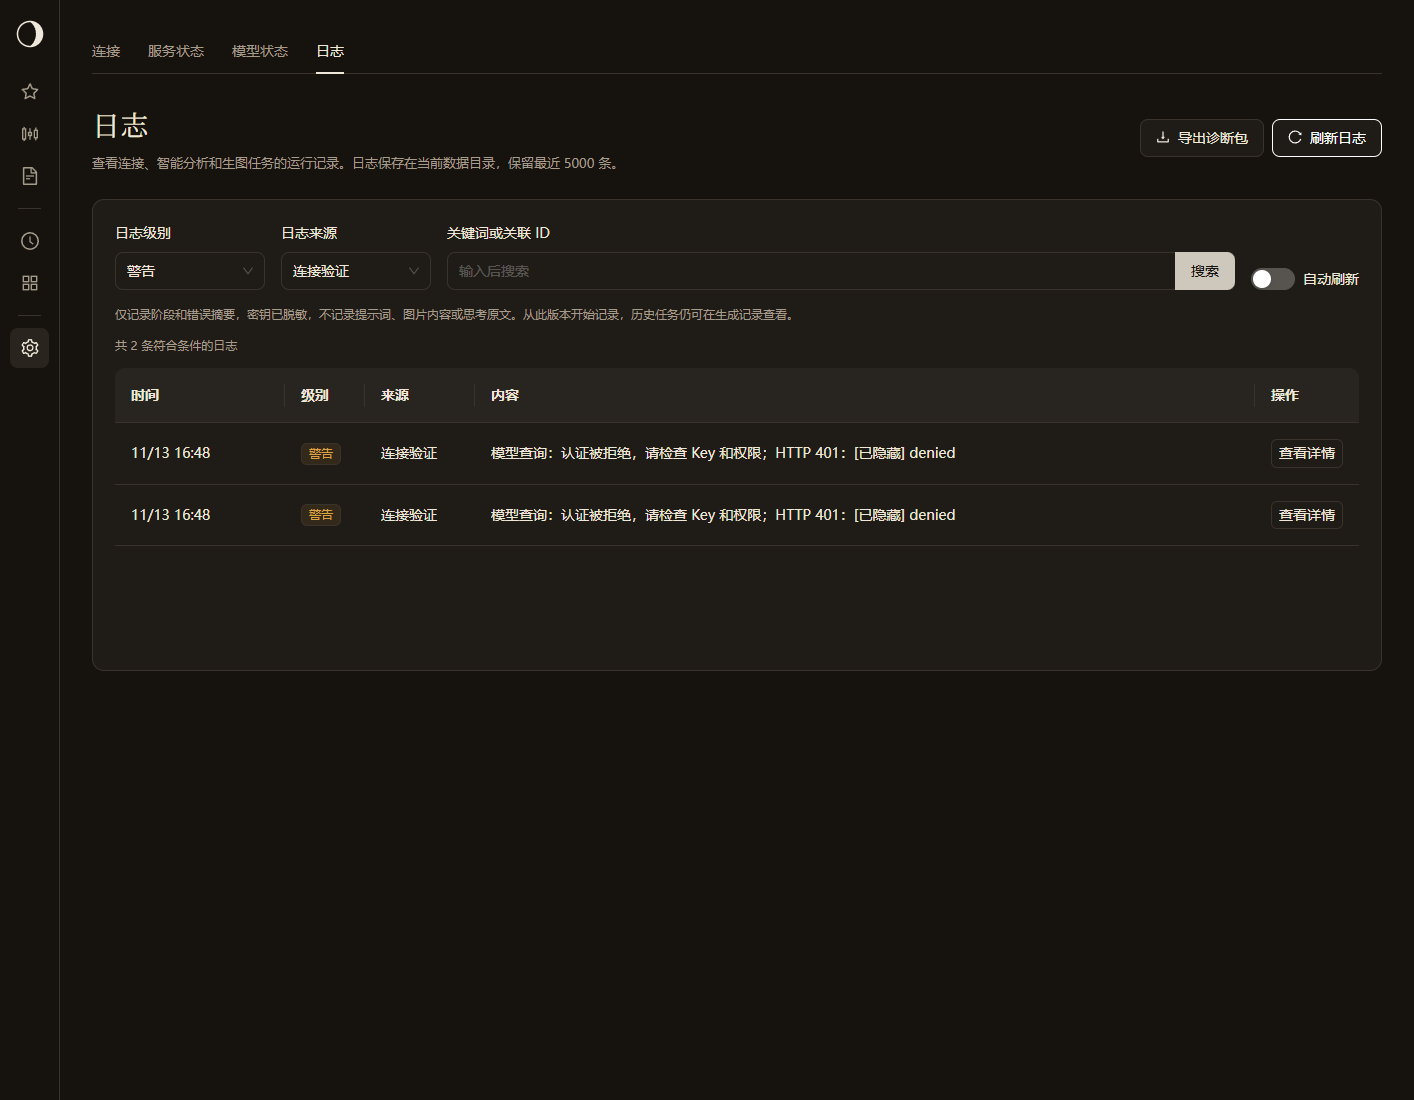 连接 服务状态 模型状态 日志
日志
查看连接、智能分析和生图任务的运行记录。日志保存在当前数据目录，保留最近 5000 条。
导出诊断包 刷新日志
日志级别 日志来源 关键词或关联 ID
警告 连接验证 输入后搜索 搜索 自动刷新
仅记录阶段和错误摘要，密钥已脱敏，不记录提示词、图片内容或思考原文。从此版本开始记录，历史任务仍可在生成记录查看。
共 2 条符合条件的日志
时间 级别 来源 内容 操作
11/13 16:48 警告 连接验证 模型查询：认证被拒绝，请检查 Key 和权限；HTTP 401：[已隐藏] denied 查看详情
11/13 16:48 警告 连接验证 模型查询：认证被拒绝，请检查 Key 和权限；HTTP 401：[已隐藏] denied 查看详情